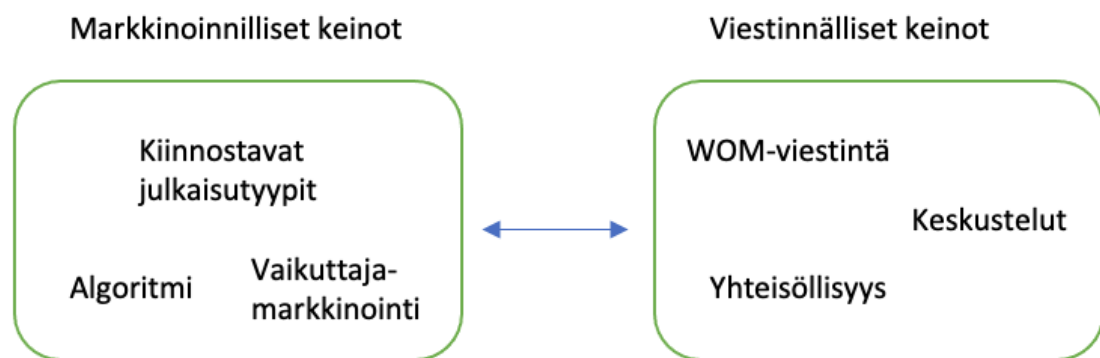 Markkinoinnilliset keinot
Viestinnälliset keinot
Kiinnostavat
julkaisutyypit
Algoritmi
Vaikuttaja-
markkinointi
WOM-viestintä
Keskustelut
Yhteisöllisyys